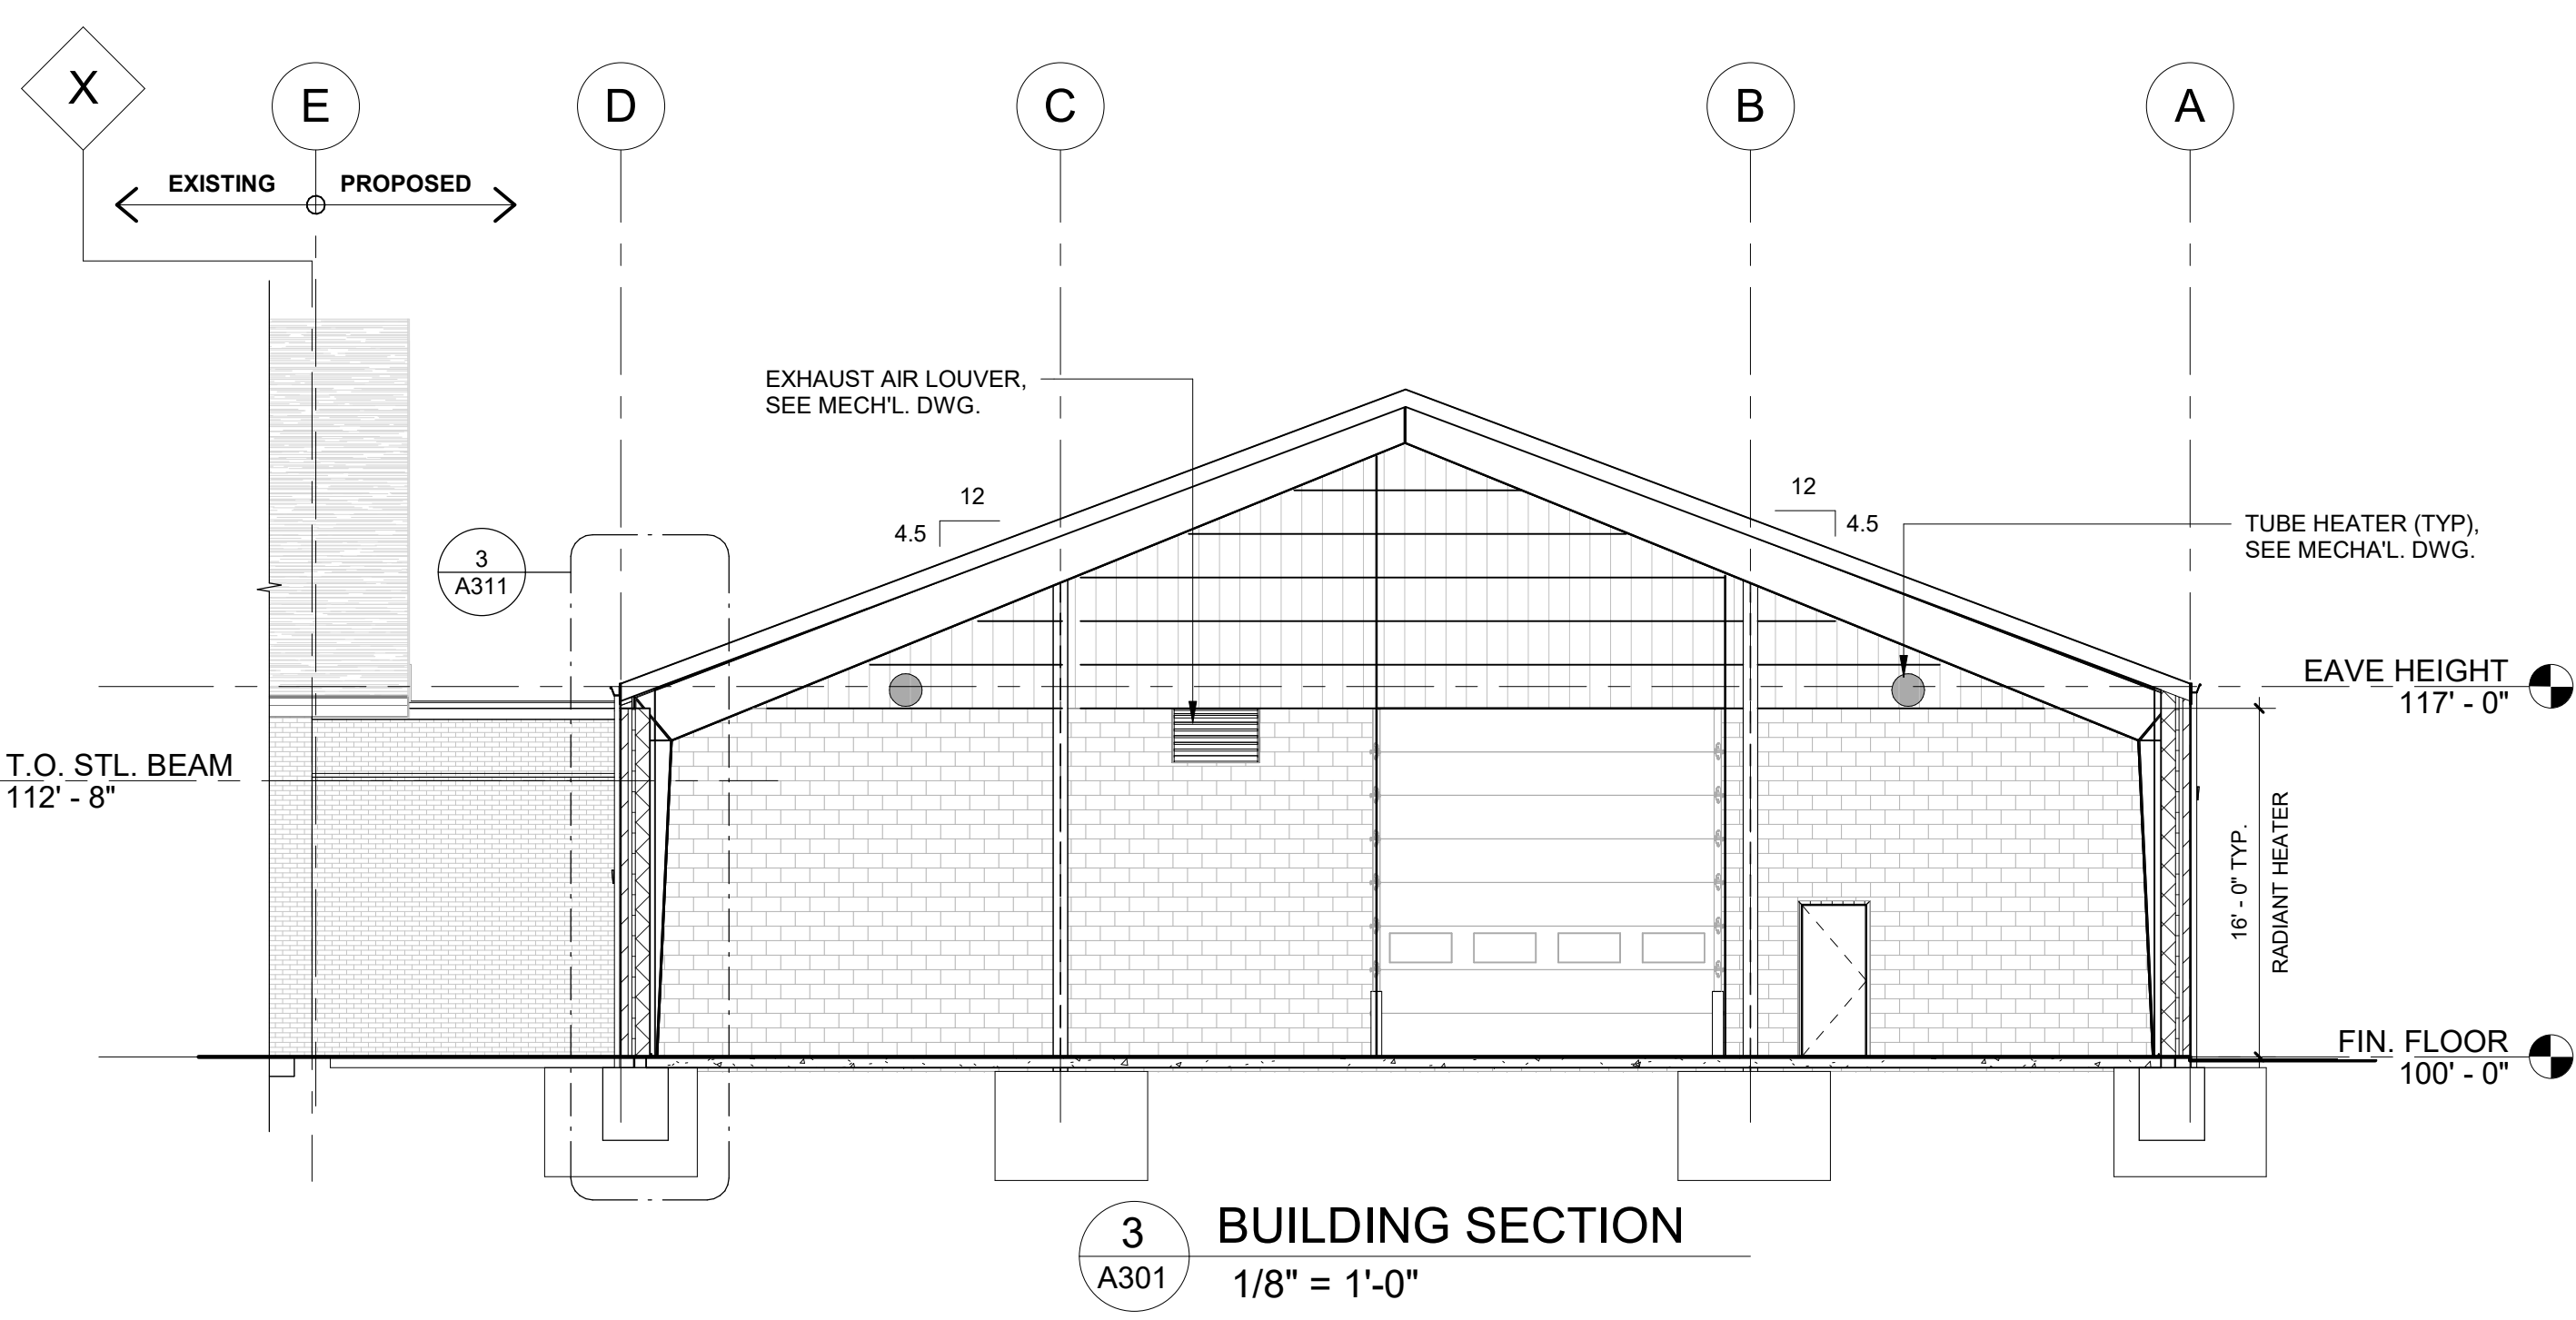 X
E
D
C
B
A
EXISTING
PROPOSED
EXHAUST AIR LOUVER,
SEE MECH'L. DWG.
12
4.5
12
4.5
TUBE HEATER (TYP),
SEE MECHA'L. DWG.
3
A311
EAVE HEIGHT
117' - 0"
T.O. STL. BEAM
112' - 8"
16' - 0" TYP.
RADIANT HEATER
FIN. FLOOR
100' - 0"
3
A301
BUILDING SECTION
1/8" = 1'-0"